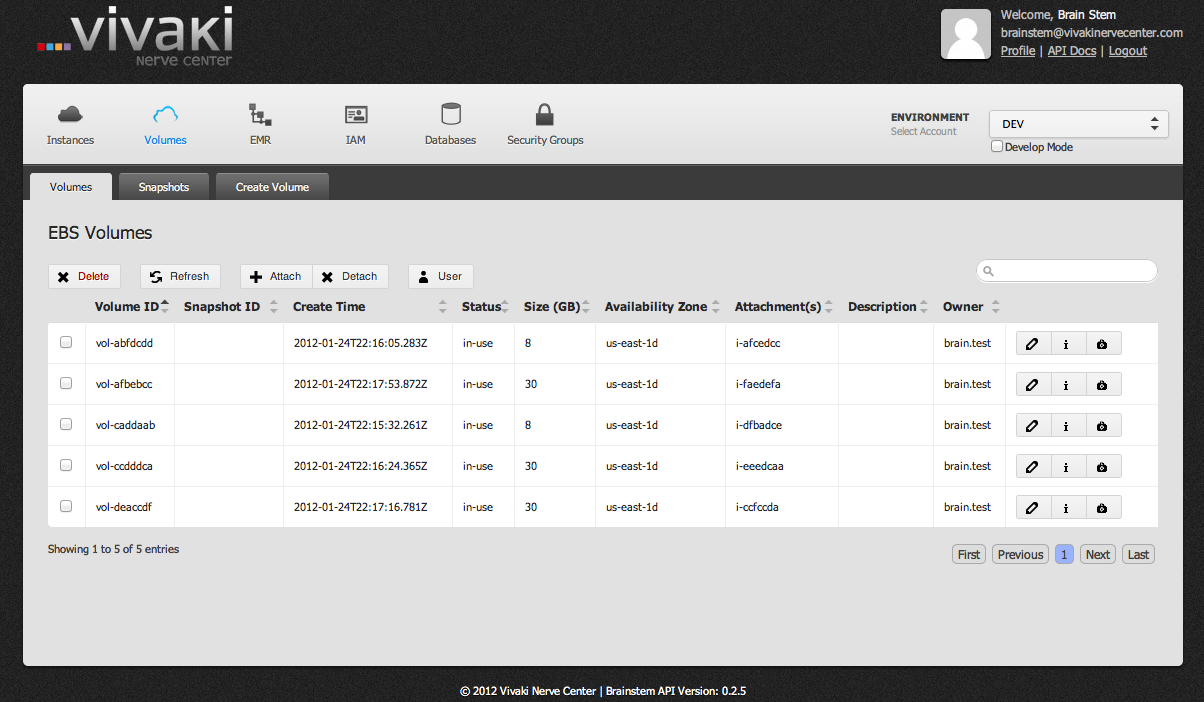 vivaki
nerve center
Welcome, Brain Stem
brainstem@vivakinervecenter.com
Profile | API Docs | Logout
Instances Volumes EMR IAM Databases Security Groups
ENVIRONMENT
Select Account
DEV
Develop Mode
Volumes Snapshots Create Volume
EBS Volumes
Delete Refresh Attach Detach User
Volume ID Snapshot ID Create Time Status Size (GB) Availability Zone Attachment(s) Description Owner
vol-abfdcdd 2012-01-24T22:16:05.283Z in-use 8 us-east-1d i-afcedcc brain.test
vol-afbebcc 2012-01-24T22:17:53.872Z in-use 30 us-east-1d i-faedefa brain.test
vol-caddaab 2012-01-24T22:15:32.261Z in-use 8 us-east-1d i-dfbadce brain.test
vol-ccdddca 2012-01-24T22:16:24.365Z in-use 30 us-east-1d i-eeedcaa brain.test
vol-deaccdf 2012-01-24T22:17:16.781Z in-use 30 us-east-1d i-ccfccda brain.test
Showing 1 to 5 of 5 entries
First Previous 1 Next Last
© 2012 Vivaki Nerve Center | Brainstem API Version: 0.2.5